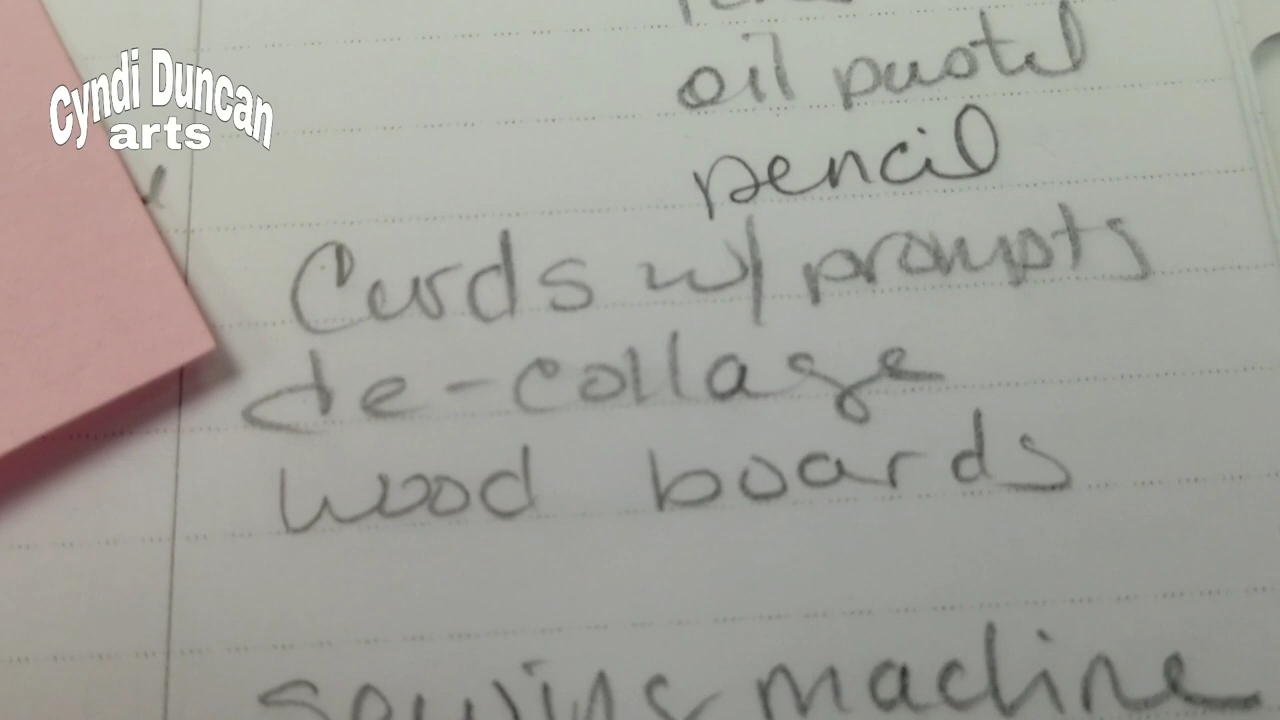 Cyndi Duncan
arts
oil pastel
pencil
Cards w/ prompts
de-collage
wood boards
sewing machine